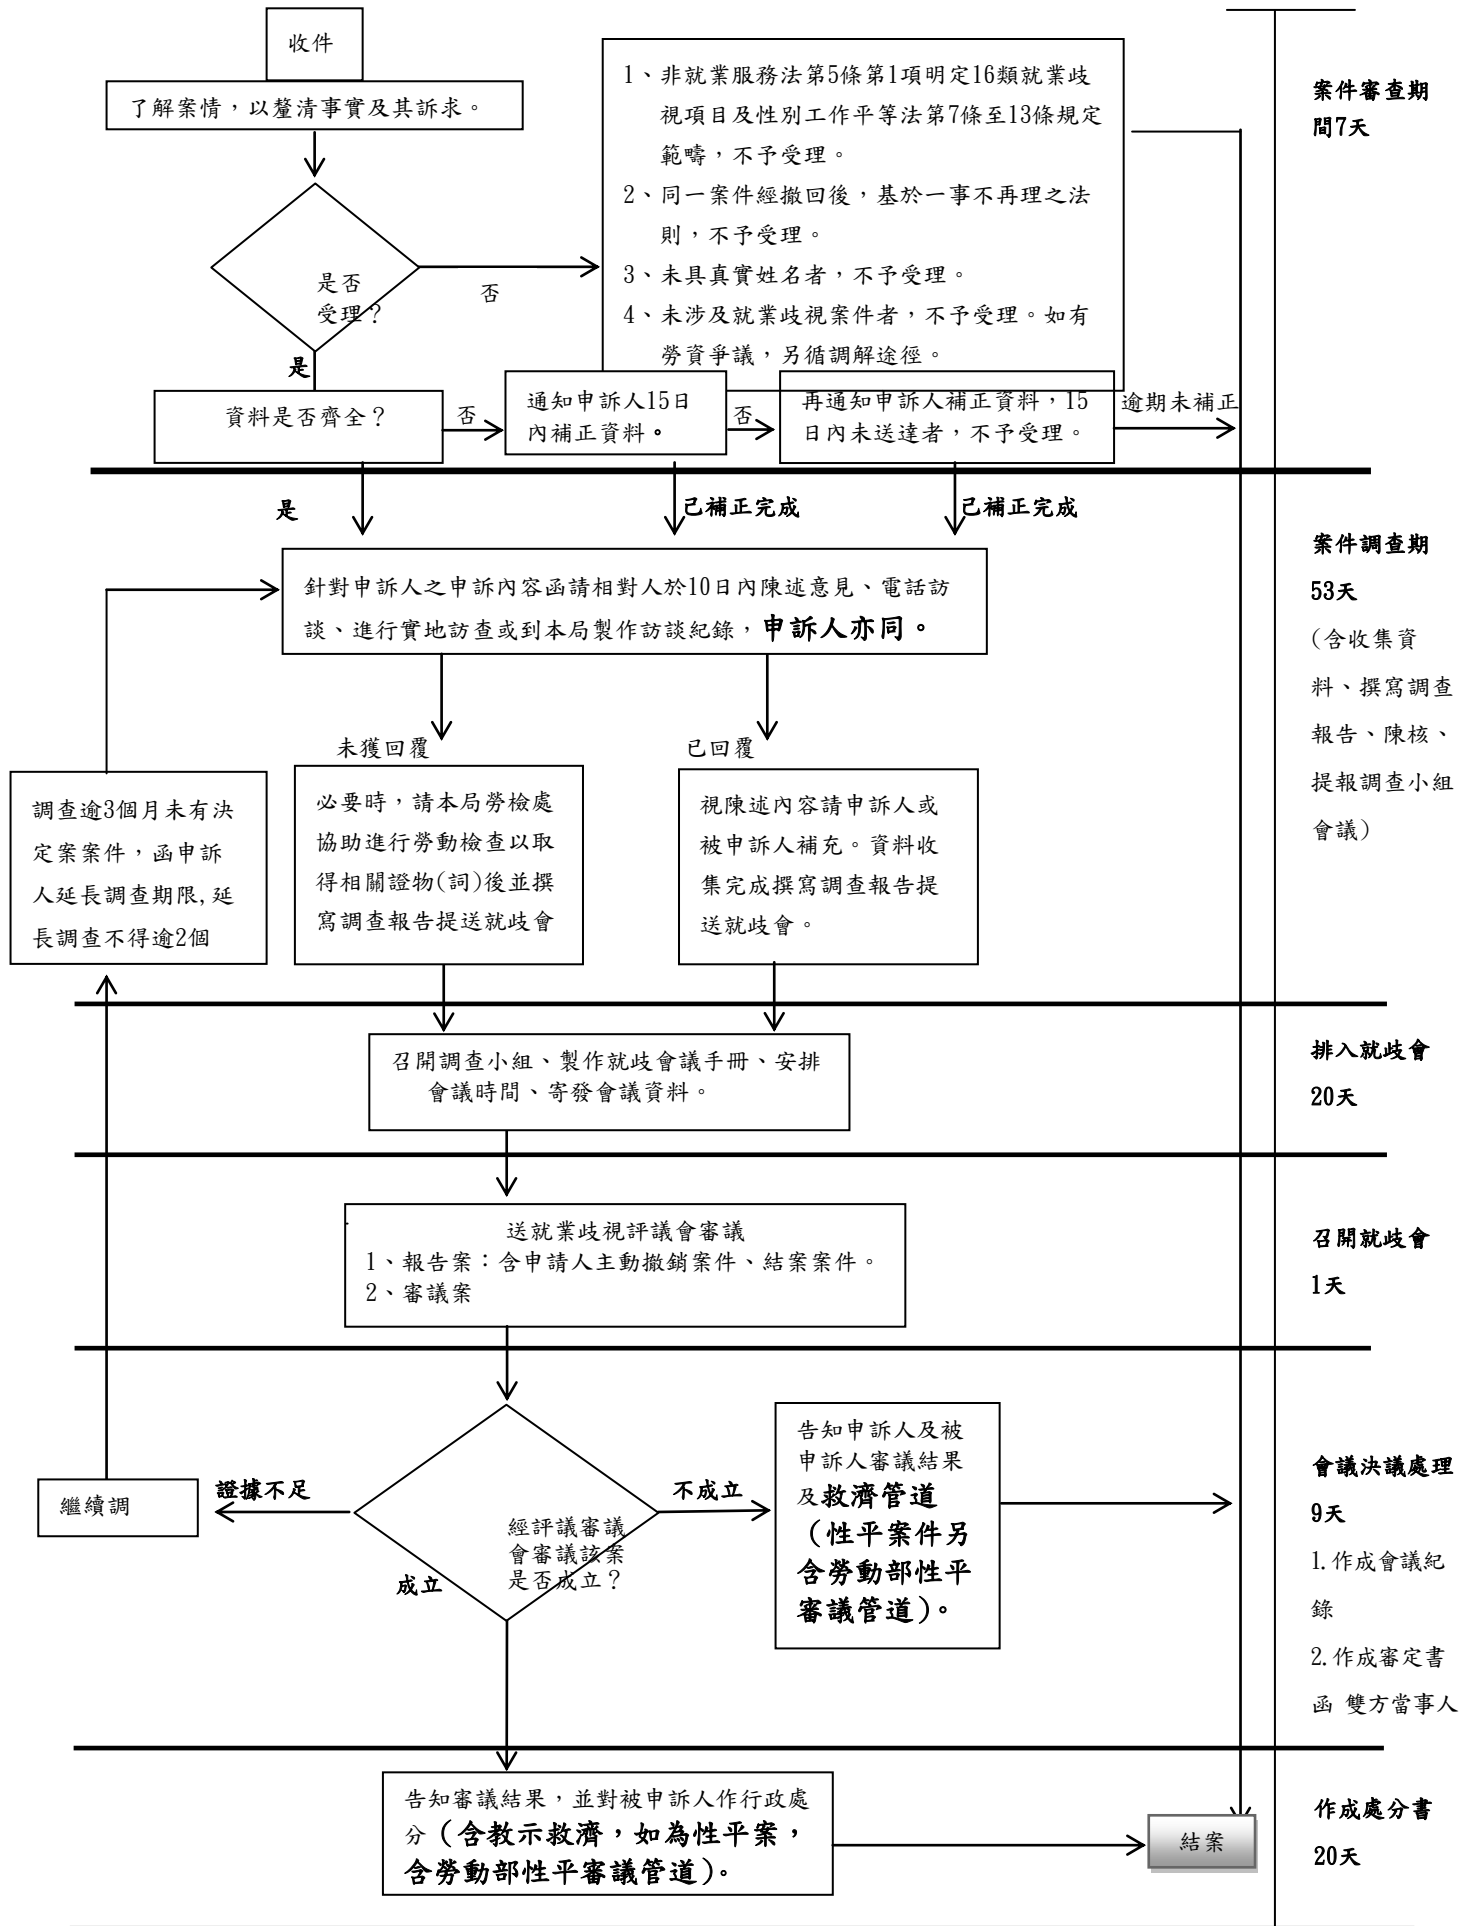 收件
了解案情，以釐清事實及其訴求。
1、非就業服務法第5條第1項明定16類就業歧
視項目及性別工作平等法第7條至13條規定
範疇，不予受理。
2、同一案件經撤回後，基於一事不再理之法
則，不予受理。
3、未具真實姓名者，不予受理。
4、未涉及就業歧視案件者，不予受理。如有
勞資爭議，另循調解途徑。
案件審查期
間7天
是否
受理？
否
是
資料是否齊全？
否
通知申訴人15日
內補正資料。
否
再通知申訴人補正資料，15
日內未送達者，不予受理。
逾期未補正
是
己補正完成
己補正完成
案件調查期
53天
(含收集資
料、撰寫調查
報告、陳核、
提報調查小組
會議)
針對申訴人之申訴內容函請相對人於10日內陳述意見、電話訪
談、進行實地訪查或到本局製作訪談紀錄，申訴人亦同。
未獲回覆
已回覆
調查逾3個月未有決
定案案件，函申訴
人延長調查期限,延
長調查不得逾2個
必要時，請本局勞檢處
協助進行勞動檢查以取
得相關證物(詞)後並撰
寫調查報告提送就歧會
視陳述內容請申訴人或
被申訴人補充。資料收
集完成撰寫調查報告提
送就歧會。
召開調查小組、製作就歧會議手冊、安排
會議時間、寄發會議資料。
排入就歧會
20天
送就業歧視評議會審議
1、報告案：含申請人主動撤銷案件、結案案件。
2、審議案
召開就歧會
1天
繼續調
證據不足
經評議審議
會審議該案
是否成立？
成立
不成立
告知申訴人及被
申訴人審議結果
及救濟管道
(性平案件另
含勞動部性平
審議管道)。
會議決議處理
9天
1.作成會議紀
錄
2.作成審定書
函 雙方當事人
告知審議結果，並對被申訴人作行政處
分(含教示救濟，如為性平案，
含勞動部性平審議管道)。
結案
作成處分書
20天